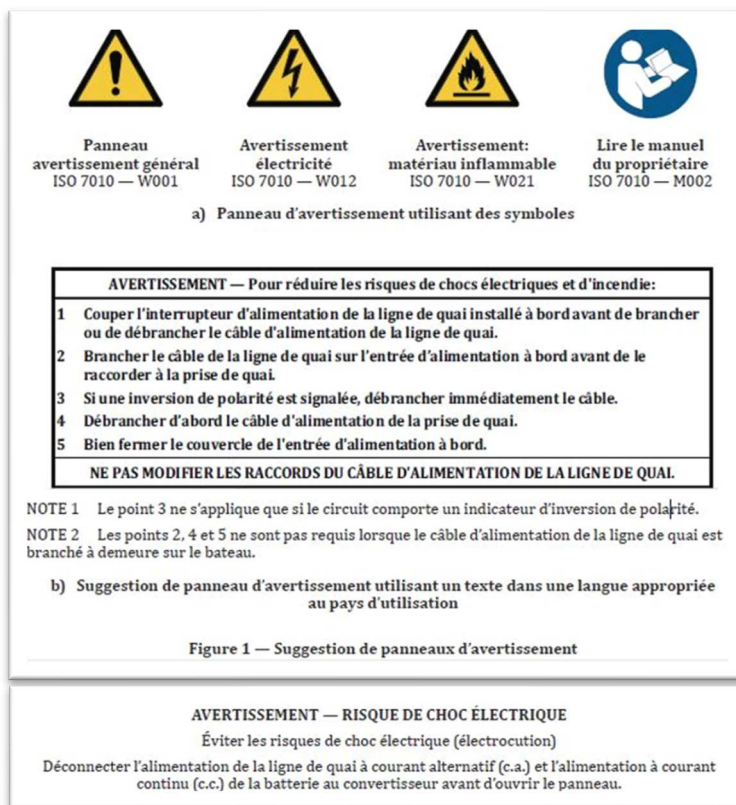 Panneau
avertissement général
ISO 7010 — W001
Avertissement
électricité
ISO 7010 — W012
Avertissement:
matériau inflammable
ISO 7010 — W021
Lire le manuel
du propriétaire
ISO 7010 — M002
a) Panneau d'avertissement utilisant des symboles
AVERTISSEMENT — Pour réduire les risques de chocs électriques et d'incendie:
1 Couper l'interrupteur d'alimentation de la ligne de quai installé à bord avant de brancher
ou de débrancher le câble d'alimentation de la ligne de quai.
2 Brancher le câble de la ligne de quai sur l'entrée d'alimentation à bord avant de le
raccorder à la prise de quai.
3 Si une inversion de polarité est signalée, débrancher immédiatement le câble.
4 Débrancher d'abord le câble d'alimentation de la prise de quai.
5 Bien fermer le couvercle de l'entrée d'alimentation à bord.
NE PAS MODIFIER LES RACCORDS DU CÂBLE D'ALIMENTATION DE LA LIGNE DE QUAI.
NOTE 1 Le point 3 ne s'applique que si le circuit comporte un indicateur d'inversion de polarité.
NOTE 2 Les points 2, 4 et 5 ne sont pas requis lorsque le câble d'alimentation de la ligne de quai est
branché à demeure sur le bateau.
b) Suggestion de panneau d'avertissement utilisant un texte dans une langue appropriée
au pays d'utilisation
Figure 1 — Suggestion de panneaux d'avertissement
AVERTISSEMENT — RISQUE DE CHOC ÉLECTRIQUE
Éviter les risques de choc électrique (électrocution)
Déconnecter l'alimentation de la ligne de quai à courant alternatif (c.a.) et l'alimentation à courant
continu (c.c.) de la batterie au convertisseur avant d'ouvrir le panneau.